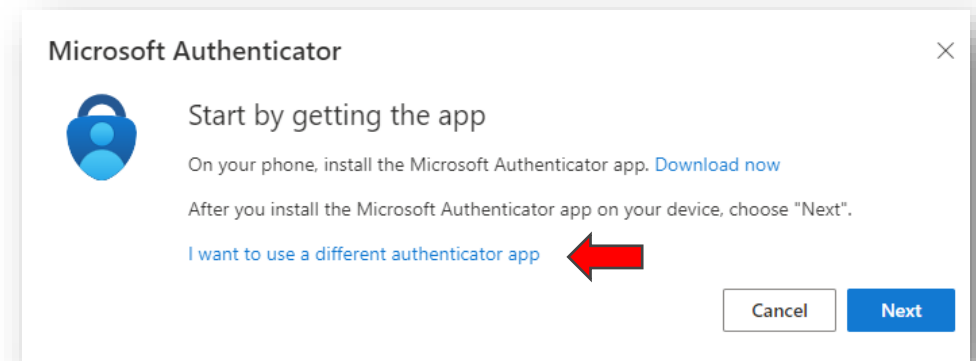 Microsoft Authenticator
Start by getting the app
On your phone, install the Microsoft Authenticator app. Download now
After you install the Microsoft Authenticator app on your device, choose "Next".
I want to use a different authenticator app
Cancel Next